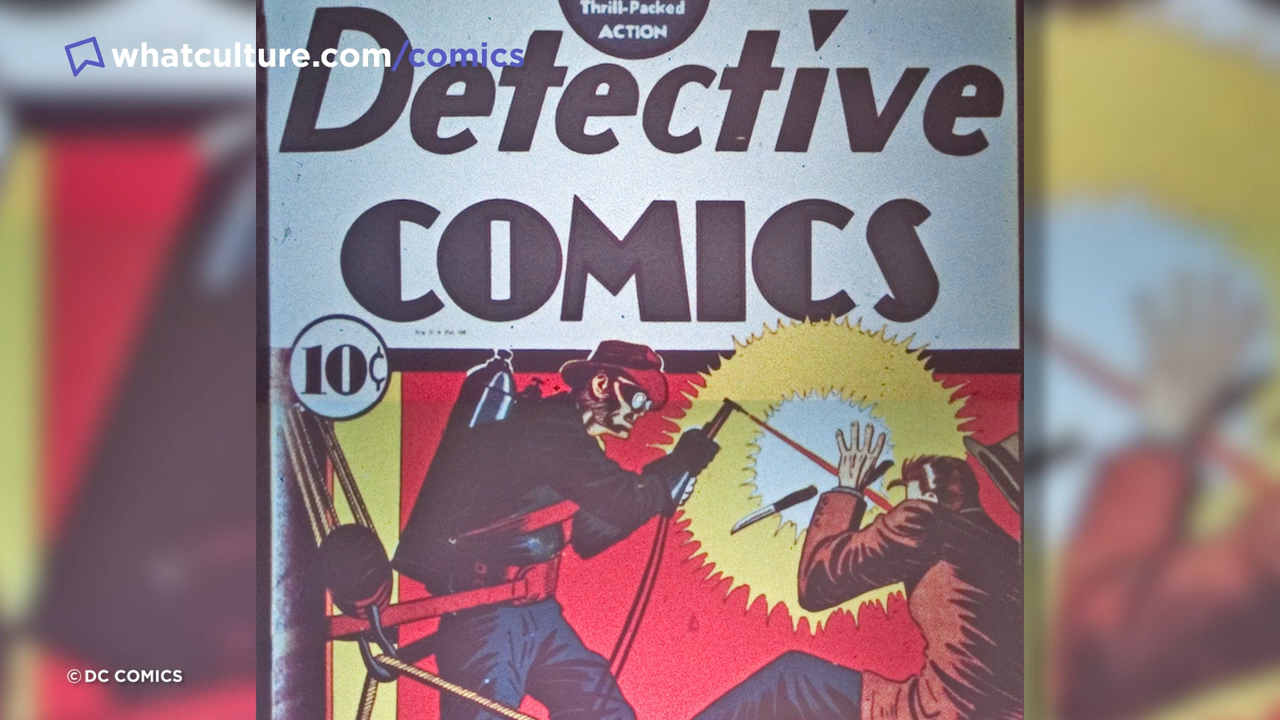 Thrill-Packed
ACTION
whatculture.com/comics
Detective
COMICS
10¢
© DC COMICS